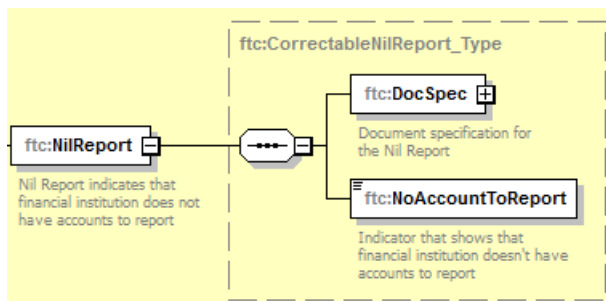 ftc:CorrectableNilReport_Type
ftc:DocSpec
Document specification for
the Nil Report
ftc:NilReport
Nil Report indicates that
financial institution does not
have accounts to report
ftc:NoAccountToReport
Indicator that shows that
financial institution doesn't have
accounts to report